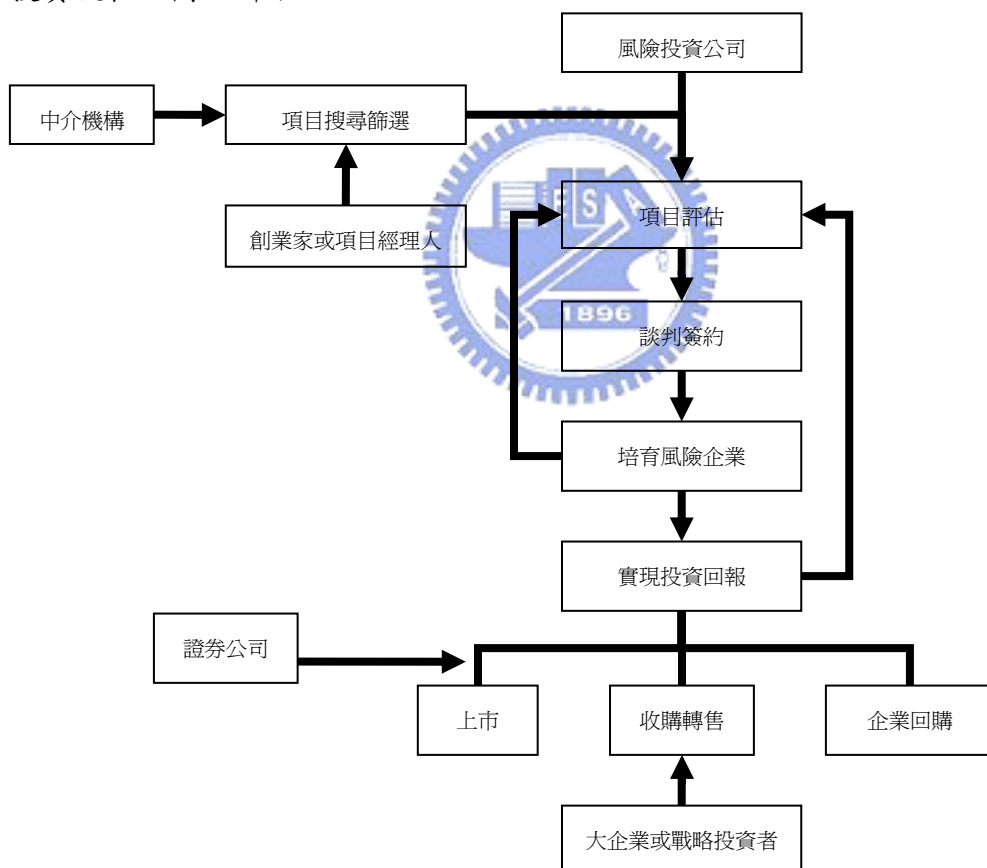 風險投資公司
中介機構
項目搜尋篩選
創業家或項目經理人
項目評估
ES
1896
談判簽約
培育風險企業
實現投資回報
證券公司
上市
收購轉售
企業回購
大企業或戰略投資者